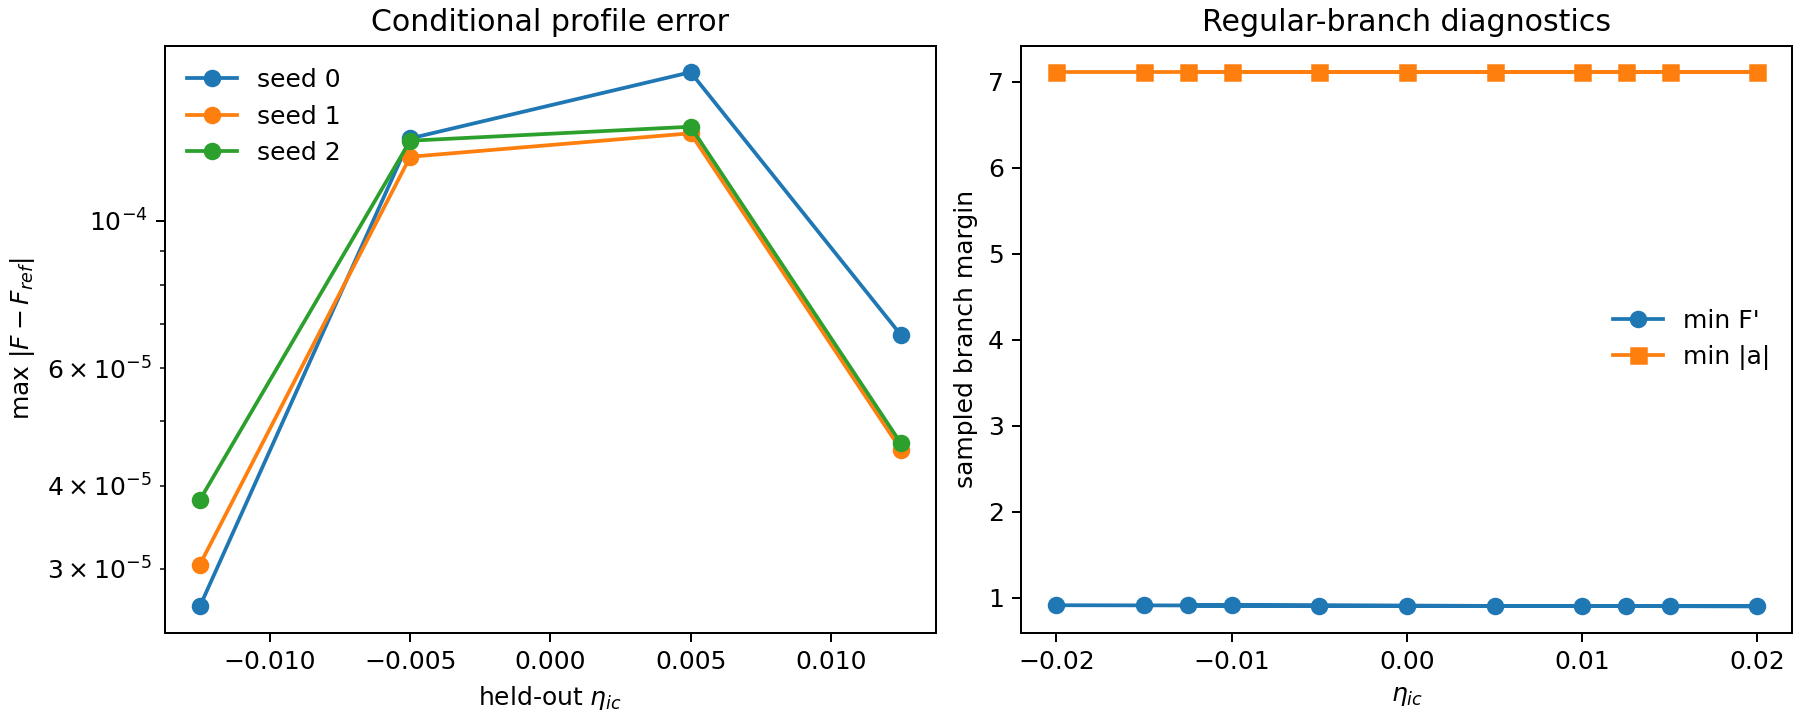 Conditional profile error
seed 0
seed 1
seed 2
10⁻⁴
6 × 10⁻⁵
4 × 10⁻⁵
3 × 10⁻⁵
max |F − F_ref|
−0.010 −0.005 0.000 0.005 0.010
held-out η_ic
Regular-branch diagnostics
7
6
5
4
3
2
1
sampled branch margin
min F'
min |a|
−0.02 −0.01 0.00 0.01 0.02
η_ic